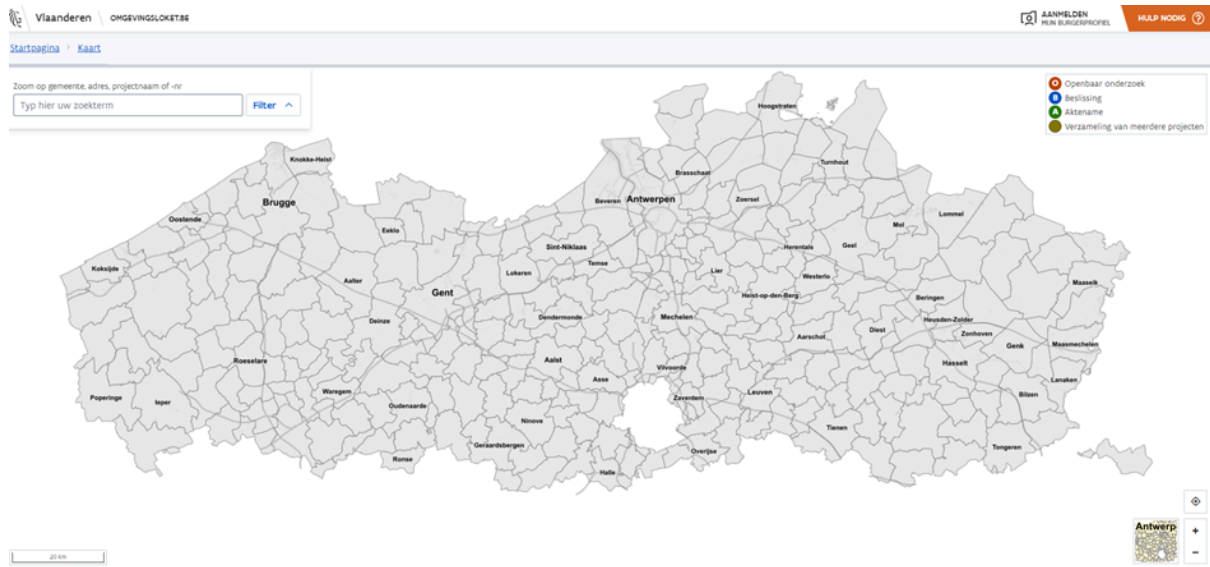 Vlaanderen
OMGEVINGSLOKET.BE
AANMELDEN
MIJN BURGERPROFIEL
HULP NODIG
Startpagina
Kaart
Zoom op gemeente, adres, projectnaam of -nr
Typ hier uw zoekterm
Filter
O Openbaar onderzoek
B Beslissing
A Aktename
Verzameling van meerdere projecten
Hoogstraten
Knokke-Heist
Turnhout
Brasschaat
Brugge
Beveren
Antwerpen
Zoersel
Oostende
Lommel
Mol
Eeklo
Sint-Niklaas
Herentals
Geel
Koksijde
Lokeren
Temse
Lier
Westerlo
Aalter
Maaseik
Gent
Heist-op-den-Berg
Beringen
Deinze
Dendermonde
Mechelen
Heusden-Zolder
Diest
Zonhoven
Aarschot
Genk
Maasmechelen
Roeselare
Aalst
Hasselt
Vilvoorde
Asse
Lanaken
Waregem
Leuven
Bilzen
Poperinge
Ieper
Zaventem
Oudenaarde
Ninove
Tienen
Geraardsbergen
Tongeren
Overijse
Ronse
Halle
Antwerp
20 km